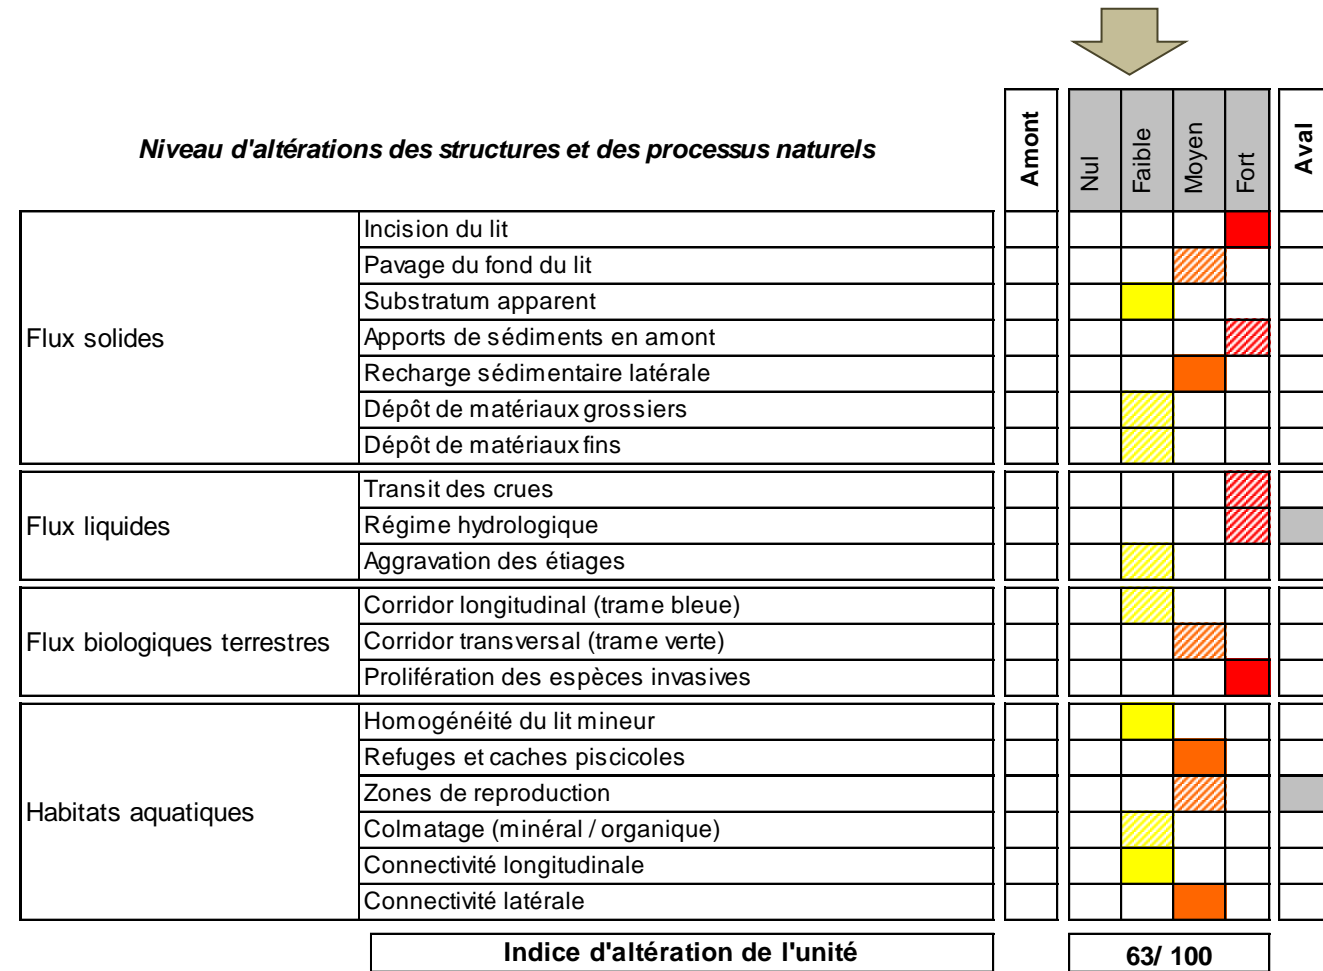 Niveau d'altérations des structures et des processus naturels
Amont
Nul
Faible
Moyen
Fort
Aval
Flux solides
Incision du lit
Pavage du fond du lit
Substratum apparent
Apports de sédiments en amont
Recharge sédimentaire latérale
Dépôt de matériaux grossiers
Dépôt de matériaux fins
Flux liquides
Transit des crues
Régime hydrologique
Aggravation des étiages
Flux biologiques terrestres
Corridor longitudinal (trame bleue)
Corridor transversal (trame verte)
Prolifération des espèces invasives
Habitats aquatiques
Homogénéité du lit mineur
Refuges et caches piscicoles
Zones de reproduction
Colmatage (minéral / organique)
Connectivité longitudinale
Connectivité latérale
Indice d'altération de l'unité
63/ 100